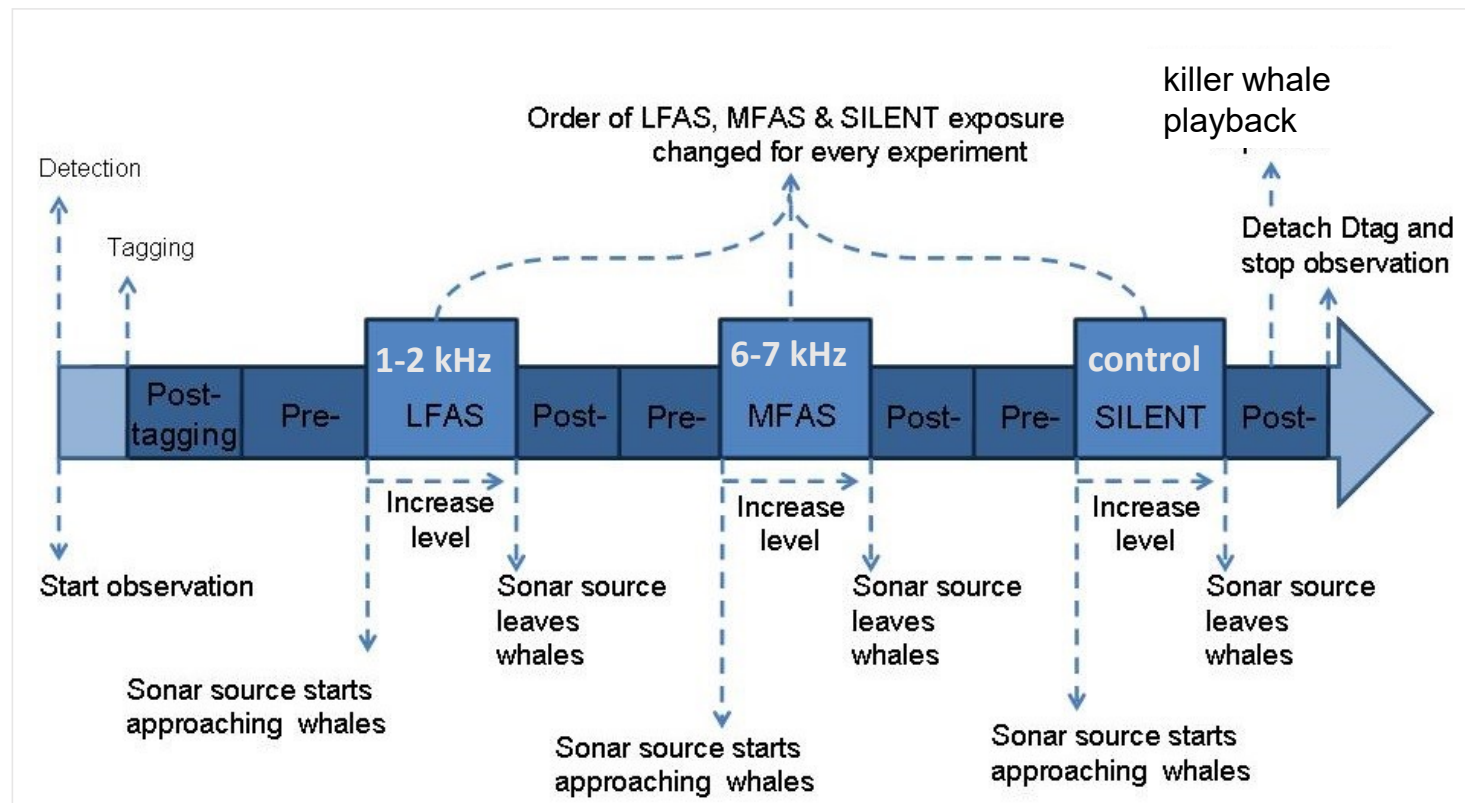 killer whale
playback
Order of LFAS, MFAS & SILENT exposure
changed for every experiment
Detection
Tagging
Detach Dtag and
stop observation
1-2 kHz
6-7 kHz
control
Post-
tagging
Pre-
LFAS
Post-
Pre-
MFAS
Post-
Pre-
SILENT
Post-
Increase
level
Increase
level
Increase
level
Start observation
Sonar source
leaves
whales
Sonar source
leaves
whales
Sonar source
leaves
whales
Sonar source starts
approaching whales
Sonar source starts
approaching whales
Sonar source starts
approaching whales